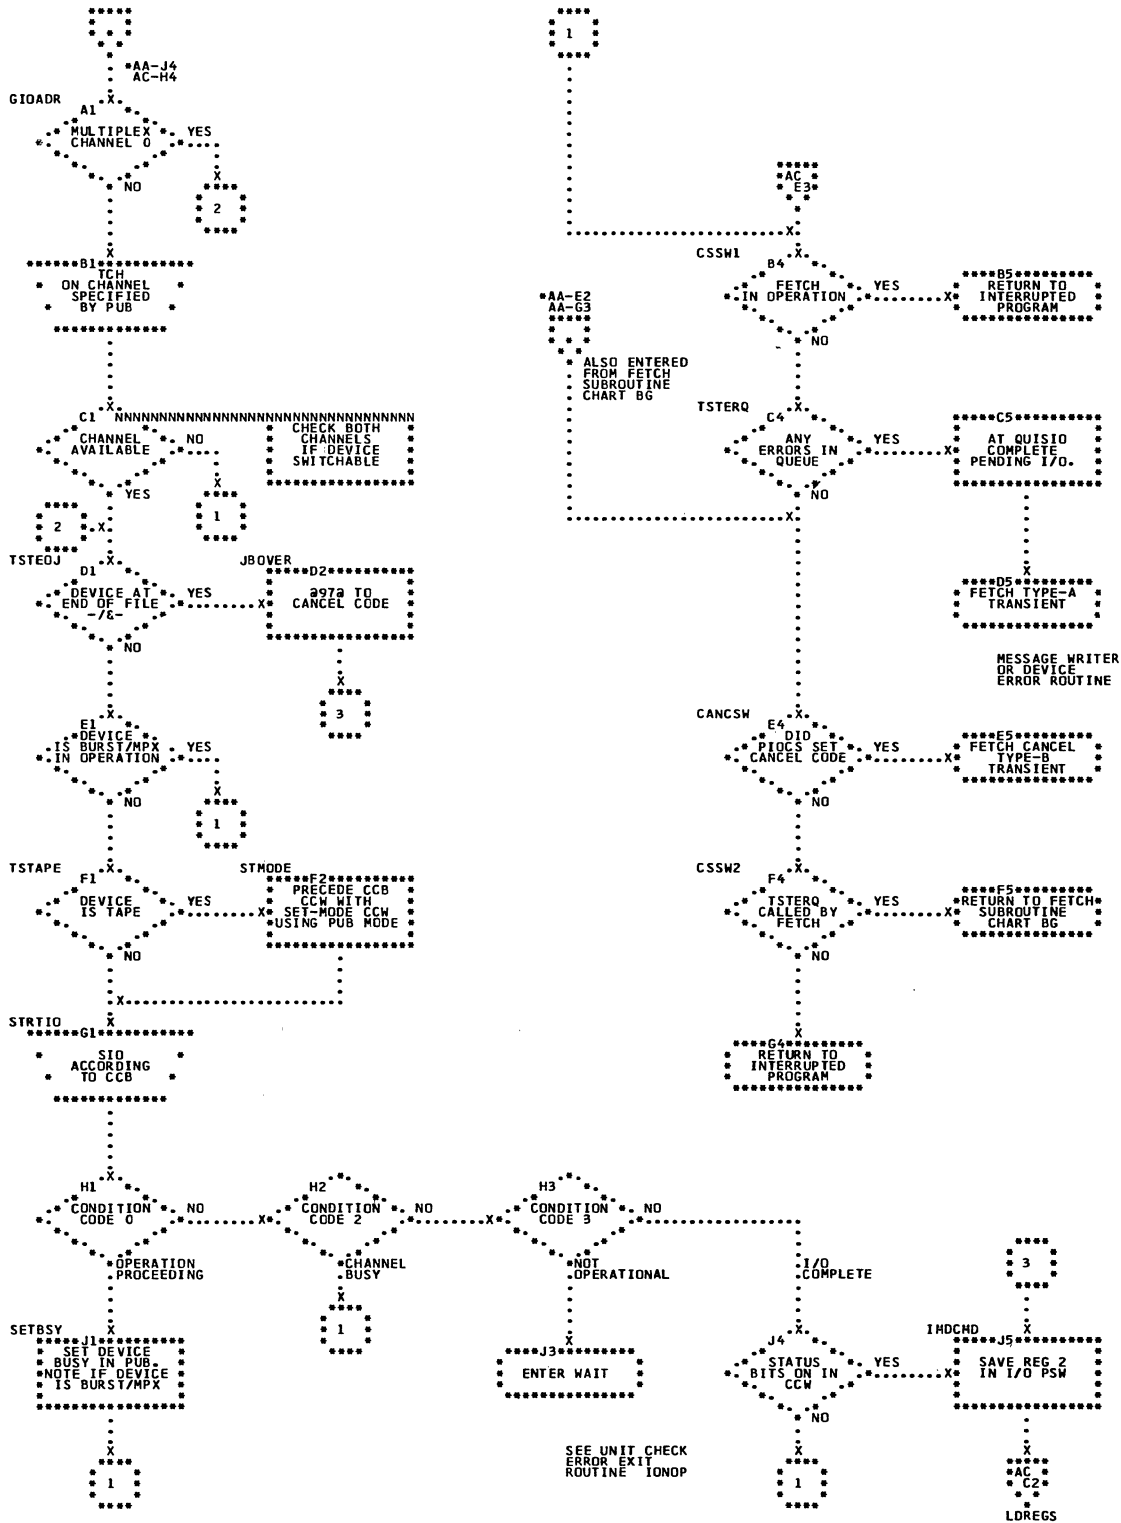 *AA-J4
AC-H4
GIOADR
A1
MULTIPLEX
CHANNEL 0
YES
NO
2
B1
TCH
ON CHANNEL
SPECIFIED
BY PUB
C1
CHANNEL
AVAILABLE
NO
YES
NNNNNNNNNNNNNNNNNNNNNNNNNNNNNNNNNNN
CHECK BOTH
CHANNELS
IF DEVICE
SWITCHABLE
1
2
TSTEOJ
D1
DEVICE AT
END OF FILE
-/&-
YES
NO
JBOVER
D2
@97@ TO
CANCEL CODE
3
E1
DEVICE
IS BURST/MPX
IN OPERATION
YES
NO
1
TSTAPE
F1
DEVICE
IS TAPE
YES
NO
STMODE
F2
PRECEDE CCB
CCW WITH
SET-MODE CCW
USING PUB MODE
STRTIO
G1
SIO
ACCORDING
TO CCB
H1
CONDITION
CODE 0
NO
OPERATION
PROCEEDING
H2
CONDITION
CODE 2
NO
CHANNEL
BUSY
1
H3
CONDITION
CODE 3
NO
NOT
OPERATIONAL
I/O
COMPLETE
SETBSY
J1
SET DEVICE
BUSY IN PUB.
NOTE IF DEVICE
IS BURST/MPX
1
J3
ENTER WAIT
SEE UNIT CHECK
ERROR EXIT
ROUTINE IONOP
J4
STATUS
BITS ON IN
CCW
YES
NO
1
3
IMDCMD
J5
SAVE REG 2
IN I/O PSW
AC
C2
LDREGS
1
AC
E3
CSSW1
B4
FETCH
IN OPERATION
YES
NO
B5
RETURN TO
INTERRUPTED
PROGRAM
*AA-E2
AA-G3
ALSO ENTERED
FROM FETCH
SUBROUTINE
CHART BG
TSTERQ
C4
ANY
ERRORS IN
QUEUE
YES
NO
C5
AT QUISIO
COMPLETE
PENDING I/O.
D5
FETCH TYPE-A
TRANSIENT
MESSAGE WRITER
OR DEVICE
ERROR ROUTINE
CANCSW
E4
DID
PIOCS SET
CANCEL CODE
YES
NO
E5
FETCH CANCEL
TYPE-B
TRANSIENT
CSSW2
F4
TSTERQ
CALLED BY
FETCH
YES
NO
F5
RETURN TO FETCH
SUBROUTINE
CHART BG
G4
RETURN TO
INTERRUPTED
PROGRAM